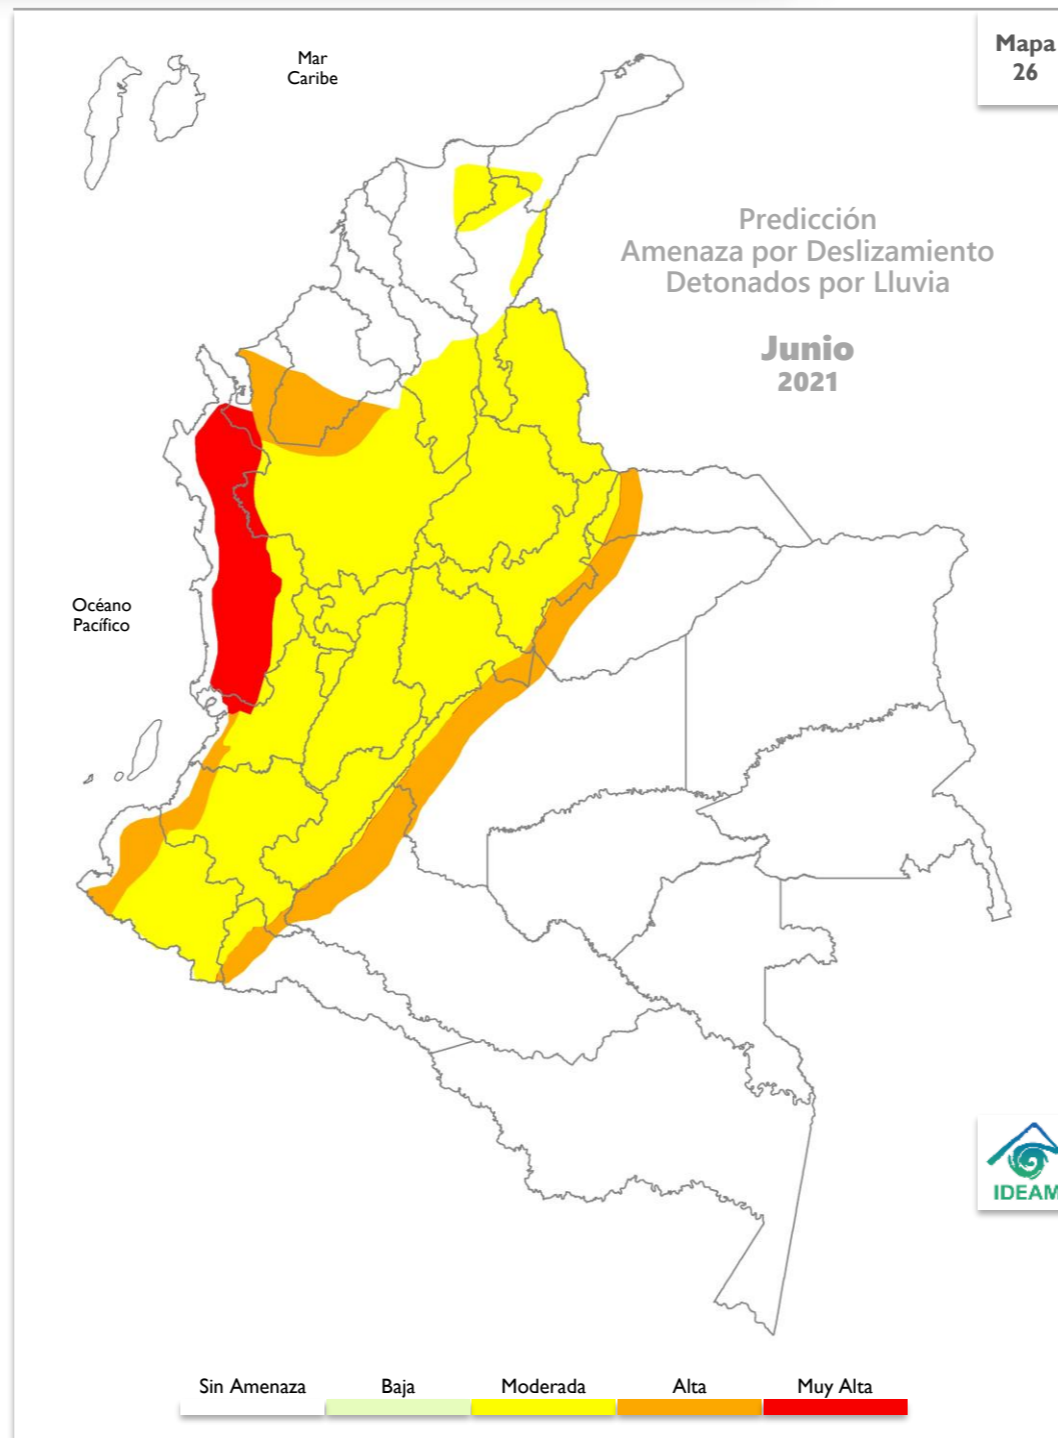 Mapa
26
Mar
Caribe
Predicción
Amenaza por Deslizamiento
Detonados por Lluvia
Junio
2021
Océano
Pacífico
IDEAM
Sin Amenaza
Baja
Moderada
Alta
Muy Alta